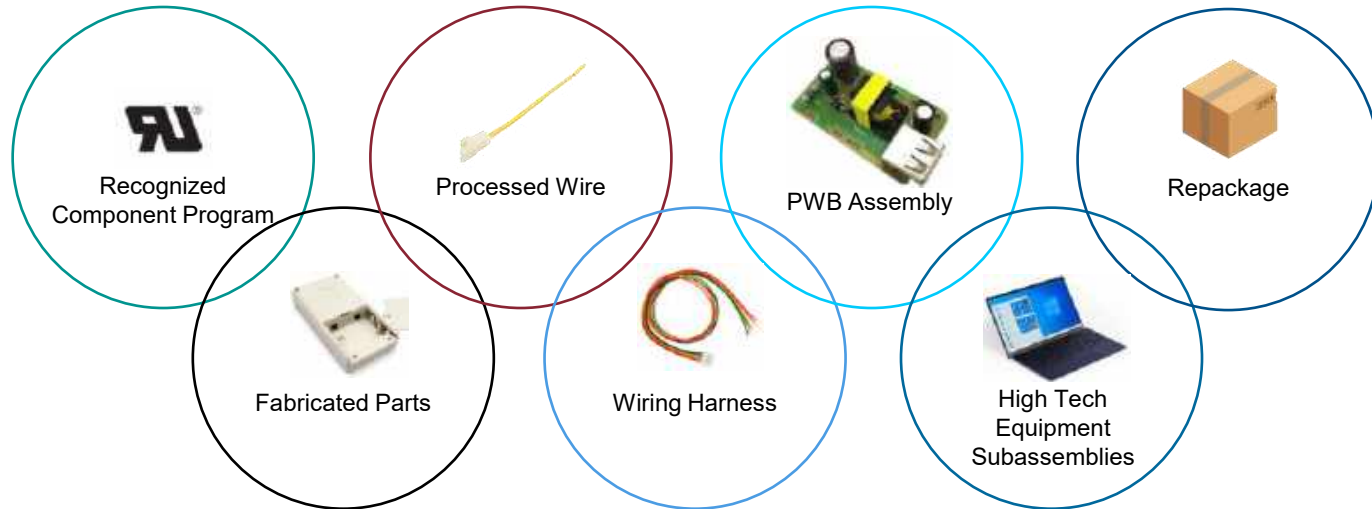 Recognized
Component Program
Processed Wire
PWB Assembly
Repackage
Fabricated Parts
Wiring Harness
High Tech
Equipment
Subassemblies